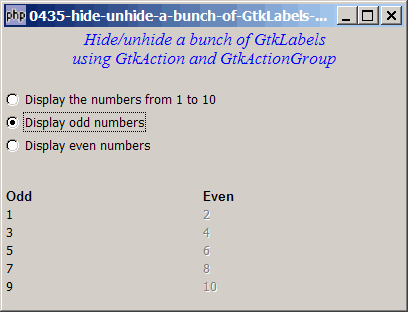 php 0435-hide-unhide-a-bunch-of-GtkLabels-...
Hide/unhide a bunch of GtkLabels
using GtkAction and GtkActionGroup
Display the numbers from 1 to 10
Display odd numbers
Display even numbers
Odd Even
1 2
3 4
5 6
7 8
9 10